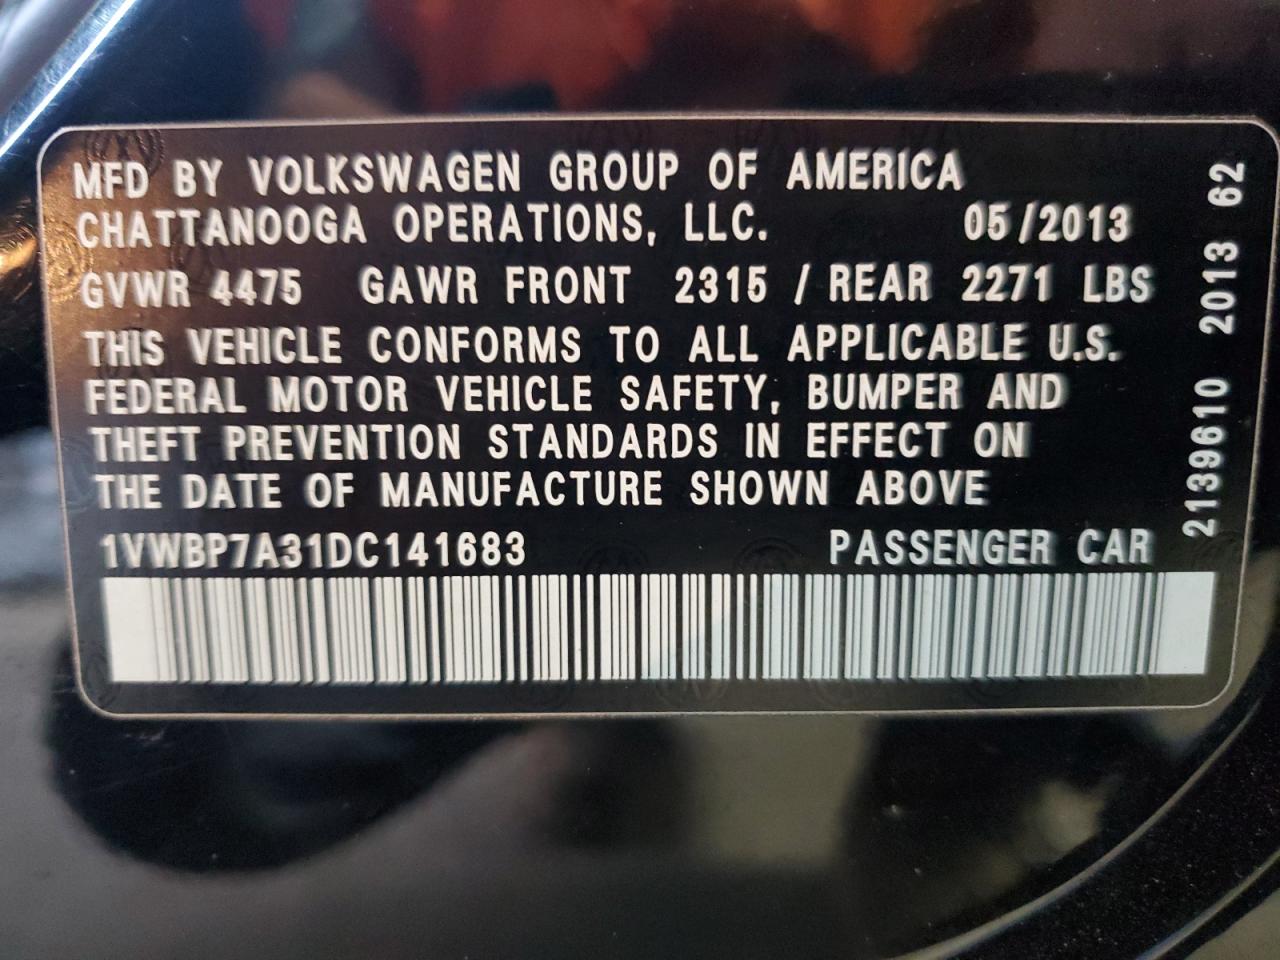 MFD BY VOLKSWAGEN GROUP OF AMERICA
CHATTANOOGA OPERATIONS, LLC. 05/2013
GVWR 4475 GAWR FRONT 2315 / REAR 2271 LBS
THIS VEHICLE CONFORMS TO ALL APPLICABLE U.S.
FEDERAL MOTOR VEHICLE SAFETY, BUMPER AND
THEFT PREVENTION STANDARDS IN EFFECT ON
THE DATE OF MANUFACTURE SHOWN ABOVE
1VWBP7A31DC141683 PASSENGER CAR
2139610 2013 62